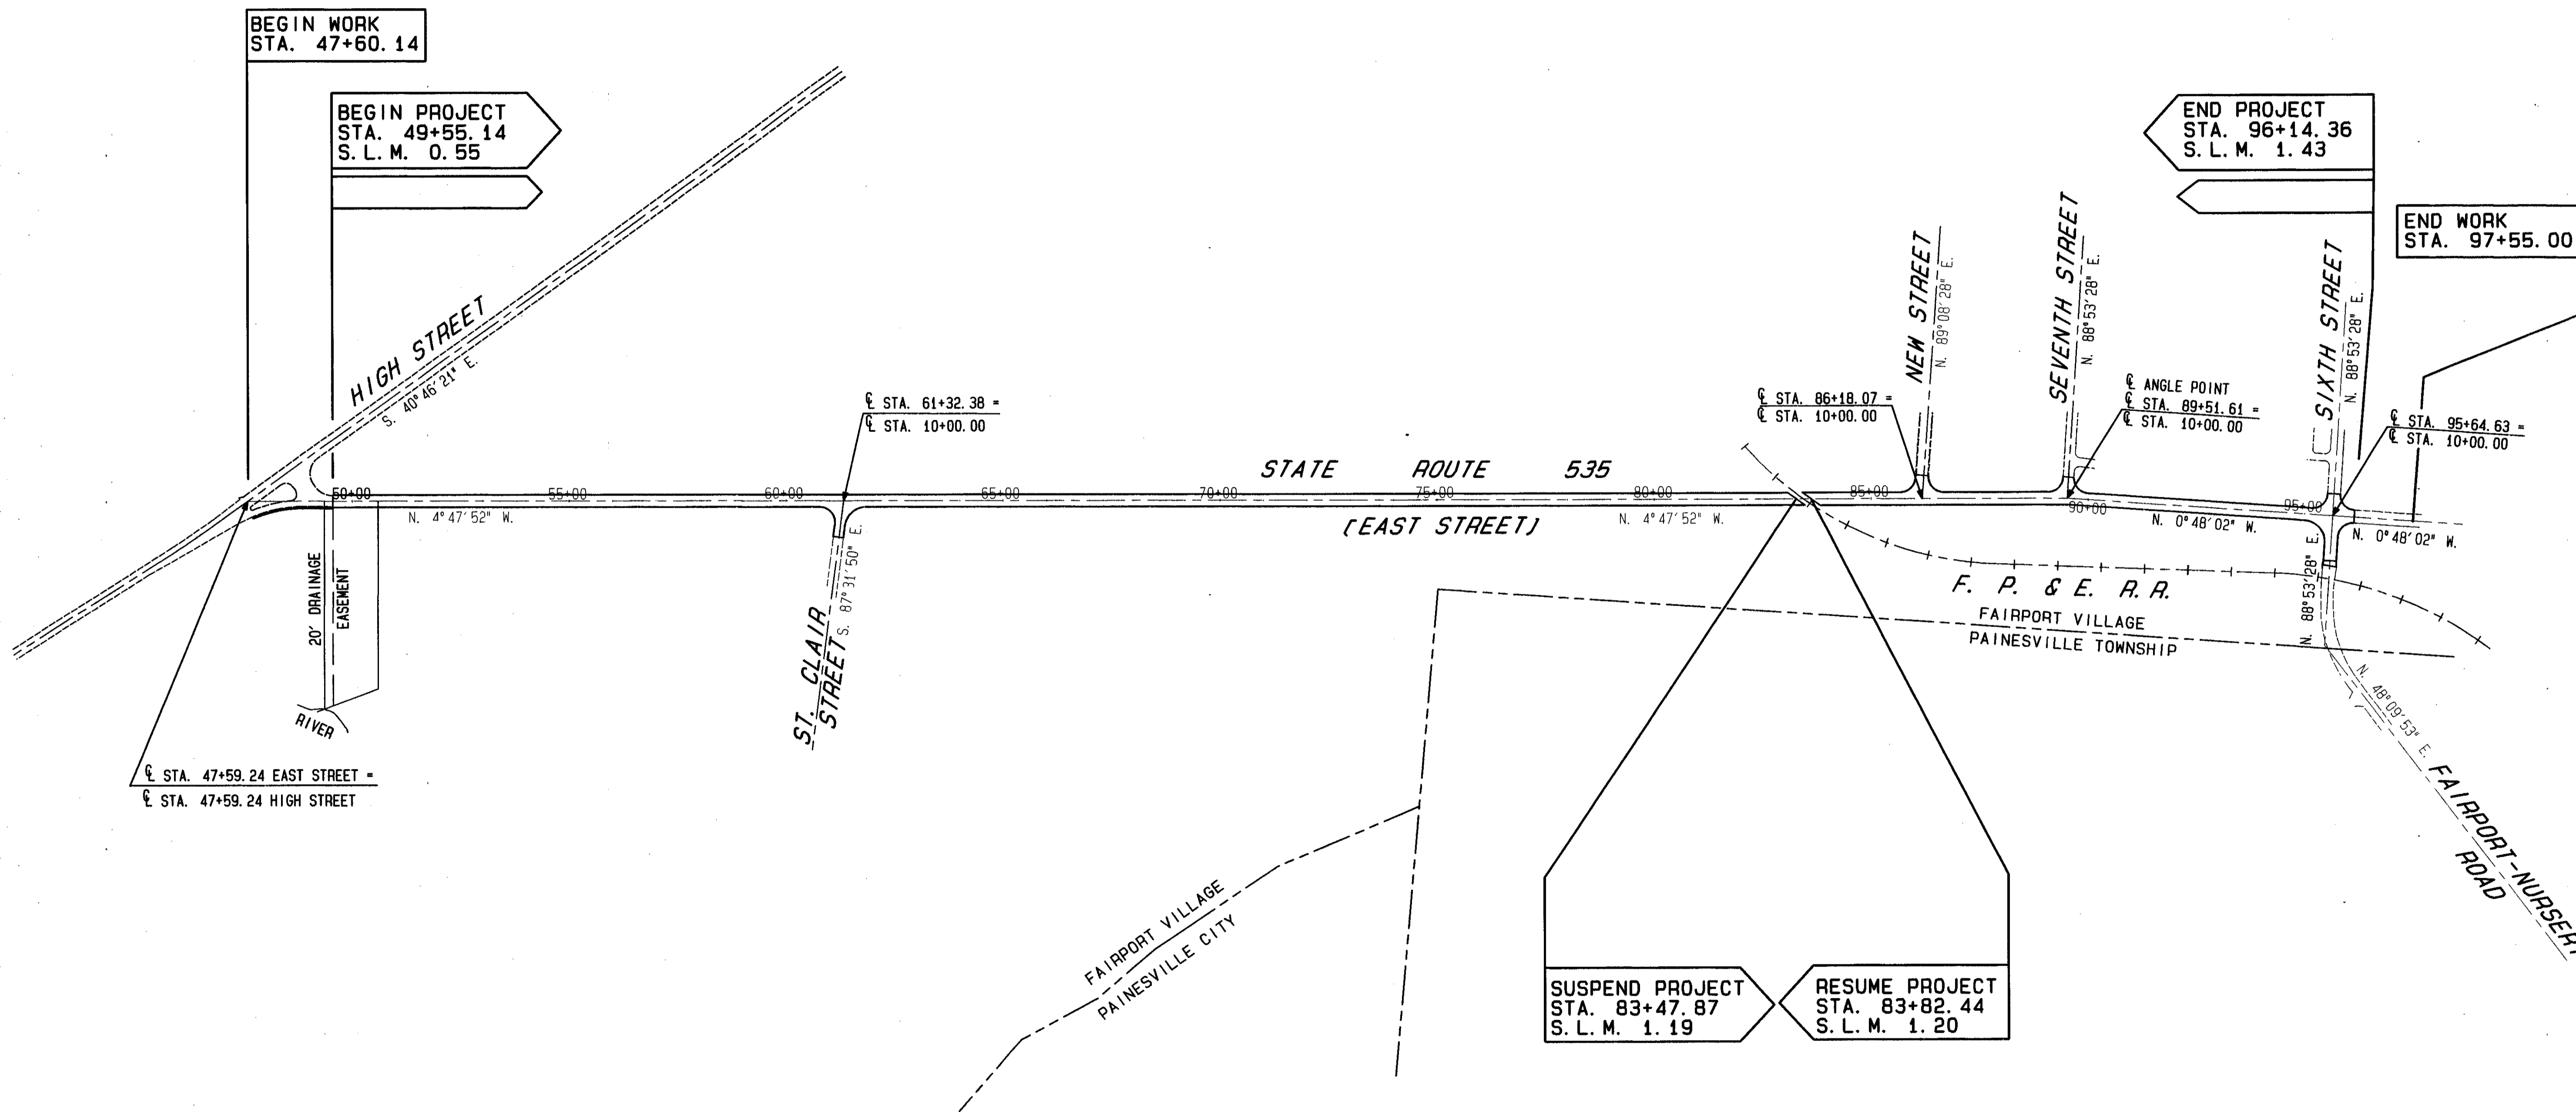 BEGIN WORK
STA. 47+60.14
BEGIN PROJECT
STA. 49+55.14
S.L.M. 0.55
END PROJECT
STA. 96+14.36
S.L.M. 1.43
END WORK
STA. 97+55.00
HIGH STREET
S. 40°46'21" E.
NEW STREET
N. 89°08'28" E.
SEVENTH STREET
N. 88°53'28" E.
SIXTH STREET
N. 88°53'28" E.
℄ STA. 61+32.38 =
℄ STA. 10+00.00
℄ STA. 86+18.07 =
℄ STA. 10+00.00
℄ ANGLE POINT
℄ STA. 89+51.61 =
℄ STA. 10+00.00
℄ STA. 95+64.63 =
℄ STA. 10+00.00
STATE ROUTE 535
50+00 55+00 60+00 65+00 70+00 75+00 80+00 85+00 90+00 95+00
N. 4°47'52" W.
(EAST STREET)
N. 4°47'52" W.
N. 0°48'02" W.
N. 0°48'02" W.
20' DRAINAGE
EASEMENT
RIVER
ST. CLAIR
STREET
S. 87°31'50" E.
F. P. & E. R.R.
FAIRPORT VILLAGE
PAINESVILLE TOWNSHIP
N. 88°53'28" E.
N. 48°09'53" E.
FAIRPORT-NURSERY
ROAD
℄ STA. 47+59.24 EAST STREET =
℄ STA. 47+59.24 HIGH STREET
FAIRPORT VILLAGE
PAINESVILLE CITY
SUSPEND PROJECT
STA. 83+47.87
S.L.M. 1.19
RESUME PROJECT
STA. 83+82.44
S.L.M. 1.20